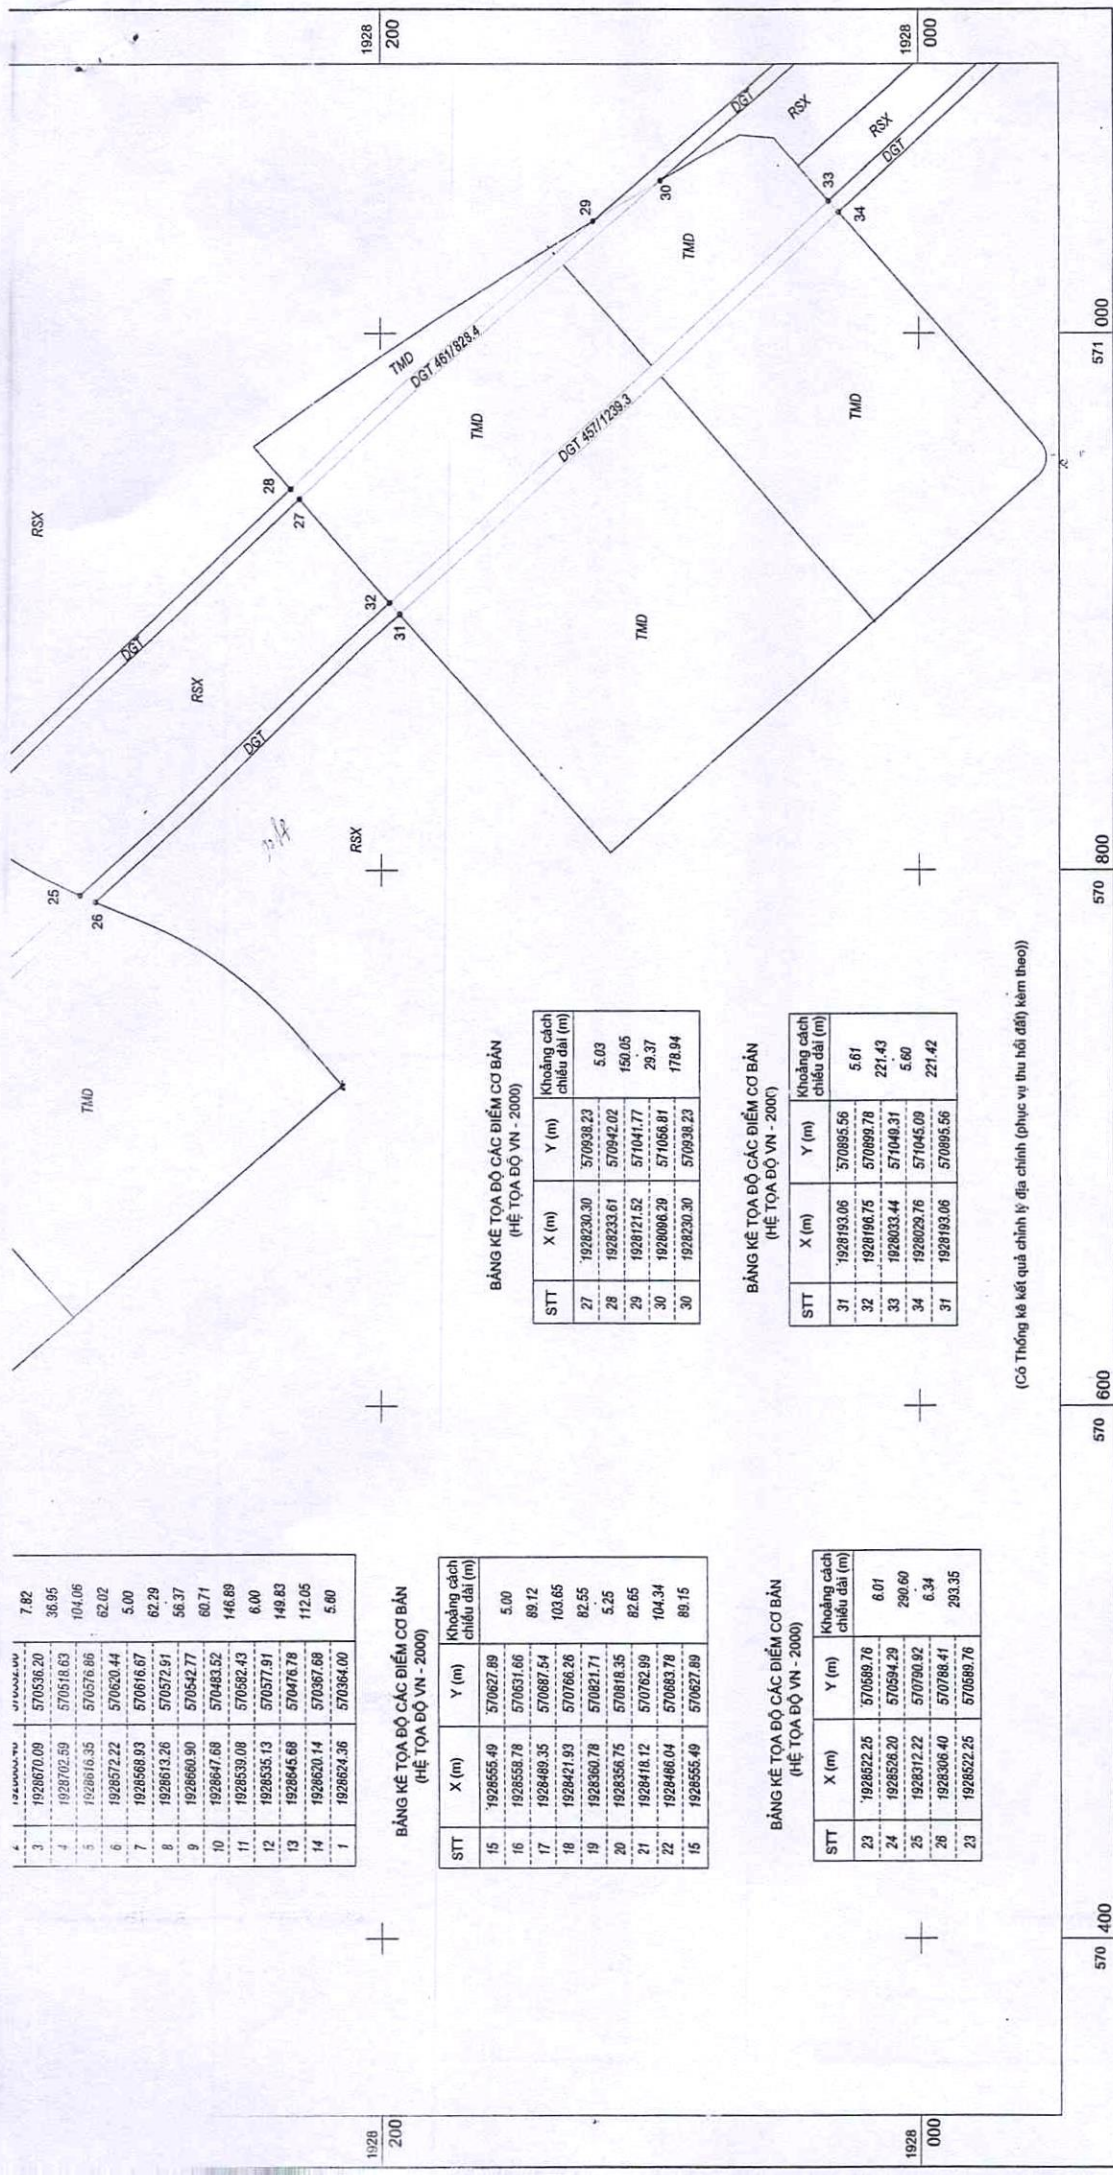 1928
200
1928
000
RSX
DGT
RSX
DGT
RSX
25
26
TMD
28
27
32
31
TMD
DGT 461/828.4
TMD
DGT 457/1239.3
TMD
29
30
TMD
TMD
DGT
RSX
RSX
DGT
33
34
3 1928670.09 570536.20 7.82
4 1928702.59 570518.63 36.95
5 1928616.35 570576.86 104.06
6 1928572.22 570620.44 62.02
7 1928568.93 570616.67 5.00
8 1928613.26 570572.91 62.29
9 1928660.90 570542.77 56.37
10 1928647.68 570483.52 60.71
11 1928539.08 570582.43 146.89
12 1928535.13 570577.91 6.00
13 1928645.68 570476.78 149.83
14 1928620.14 570367.68 112.05
1 1928624.36 570364.00 5.60
BẢNG KÊ TỌA ĐỘ CÁC ĐIỂM CƠ BẢN
(HỆ TỌA ĐỘ VN - 2000)
STT X (m) Y (m) Khoảng cách chiều dài (m)
15 1928555.49 570627.89
5.00
16 1928558.78 570631.66
89.12
17 1928489.35 570687.54
103.65
18 1928421.93 570766.26
82.55
19 1928360.78 570821.71
5.25
20 1928356.75 570818.35
82.65
21 1928418.12 570762.99
104.34
22 1928486.04 570683.78
89.15
15 1928555.49 570627.89
BẢNG KÊ TỌA ĐỘ CÁC ĐIỂM CƠ BẢN
(HỆ TỌA ĐỘ VN - 2000)
STT X (m) Y (m) Khoảng cách chiều dài (m)
23 1928522.25 570589.76
6.01
24 1928526.20 570594.29
290.60
25 1928312.22 570790.92
6.34
26 1928306.40 570788.41
293.35
23 1928522.25 570589.76
BẢNG KÊ TỌA ĐỘ CÁC ĐIỂM CƠ BẢN
(HỆ TỌA ĐỘ VN - 2000)
STT X (m) Y (m) Khoảng cách chiều dài (m)
27 1928230.30 570938.23
5.03
28 1928233.61 570942.02
150.05
29 1928121.52 571041.77
29.37
30 1928096.29 571056.81
178.94
30 1928230.30 570938.23
BẢNG KÊ TỌA ĐỘ CÁC ĐIỂM CƠ BẢN
(HỆ TỌA ĐỘ VN - 2000)
STT X (m) Y (m) Khoảng cách chiều dài (m)
31 1928193.06 570895.56
5.61
32 1928196.75 570899.78
221.43
33 1928033.44 571049.31
5.60
34 1928029.76 571045.09
221.42
31 1928193.06 570895.56
(Có Thống kê kết quả chỉnh lý địa chính (phục vụ thu hồi đất) kèm theo))
1928
200
1928
000
570 400
570 600
570 800
571 000